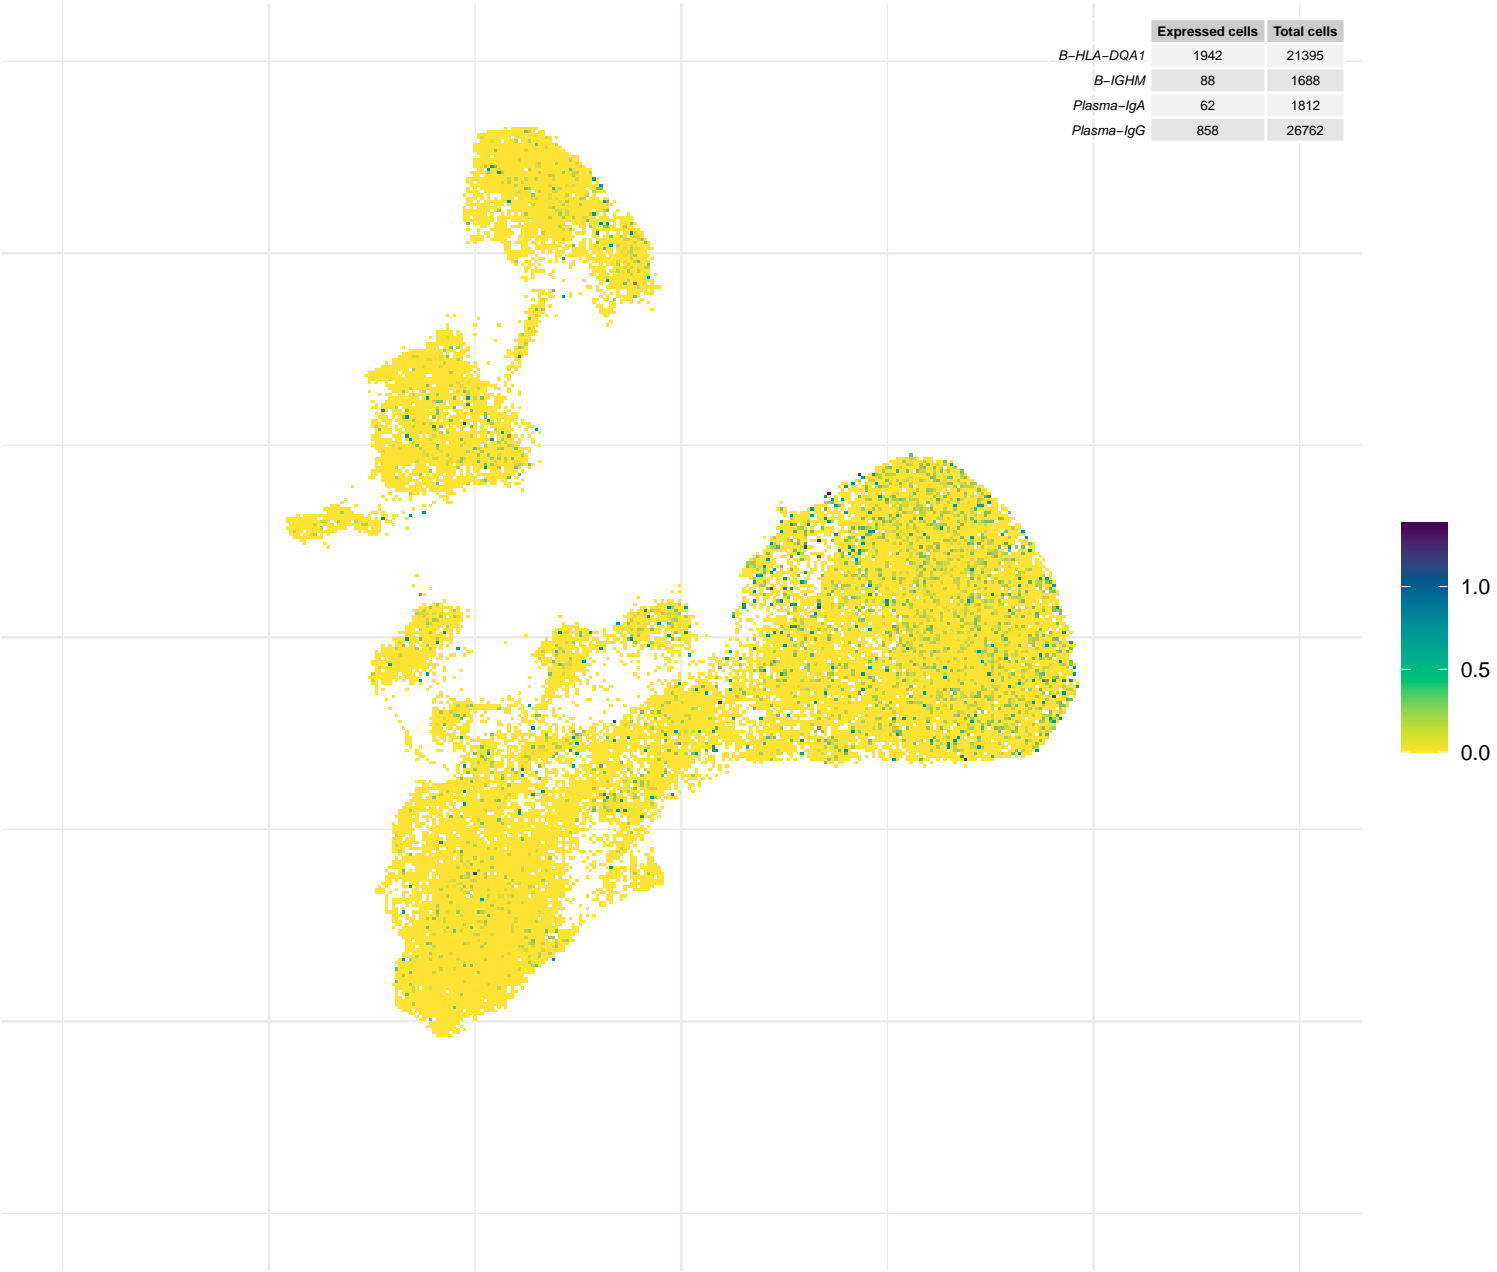 Expressed cells Total cells
B−HLA−DQA1 1942 21395
B−IGHM 88 1688
Plasma−IgA 62 1812
Plasma−IgG 858 26762
1.0
0.5
0.0